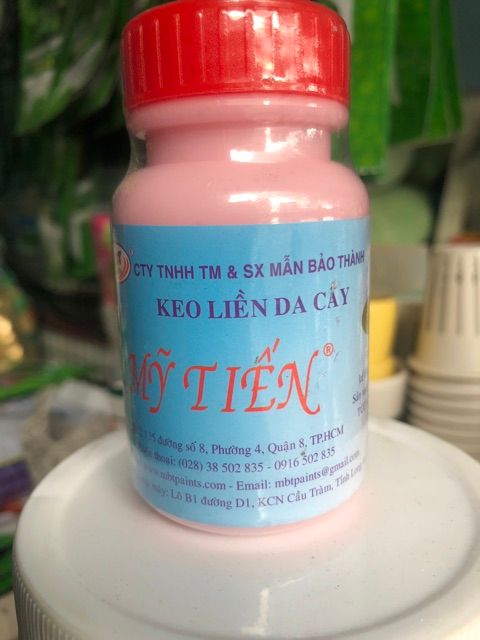 CTY TNHH TM & SX MẪN BẢO THÀNH
KEO LIỀN DA CÂY
MỸ TIẾN®
đường số 8, Phường 4, Quận 8, TP.HCM
thoại: (028) 38 502 835 - 0916 502 835
www.mbtpaints.com - Email: mbtpaints@gmail.com
máy: Lô B1 đường D1, KCN Cầu Tràm, Tỉnh Long